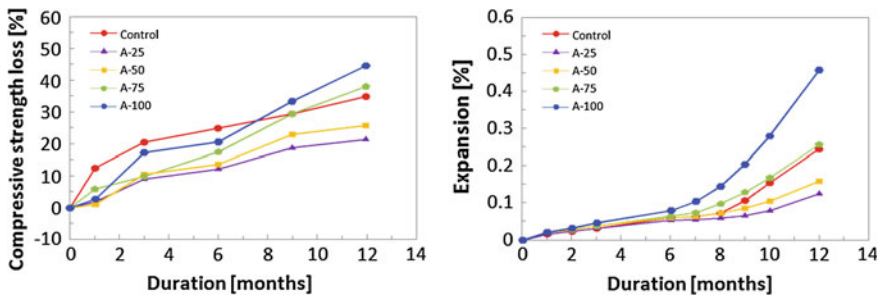 Compressive strength loss [%]
60
50
40
30
20
10
0
-10
Control
A-25
A-50
A-75
A-100
0 2 4 6 8 10 12 14
Duration [months]
Expansion [%]
0.6
0.5
0.4
0.3
0.2
0.1
0
Control
A-25
A-50
A-75
A-100
0 2 4 6 8 10 12 14
Duration [months]